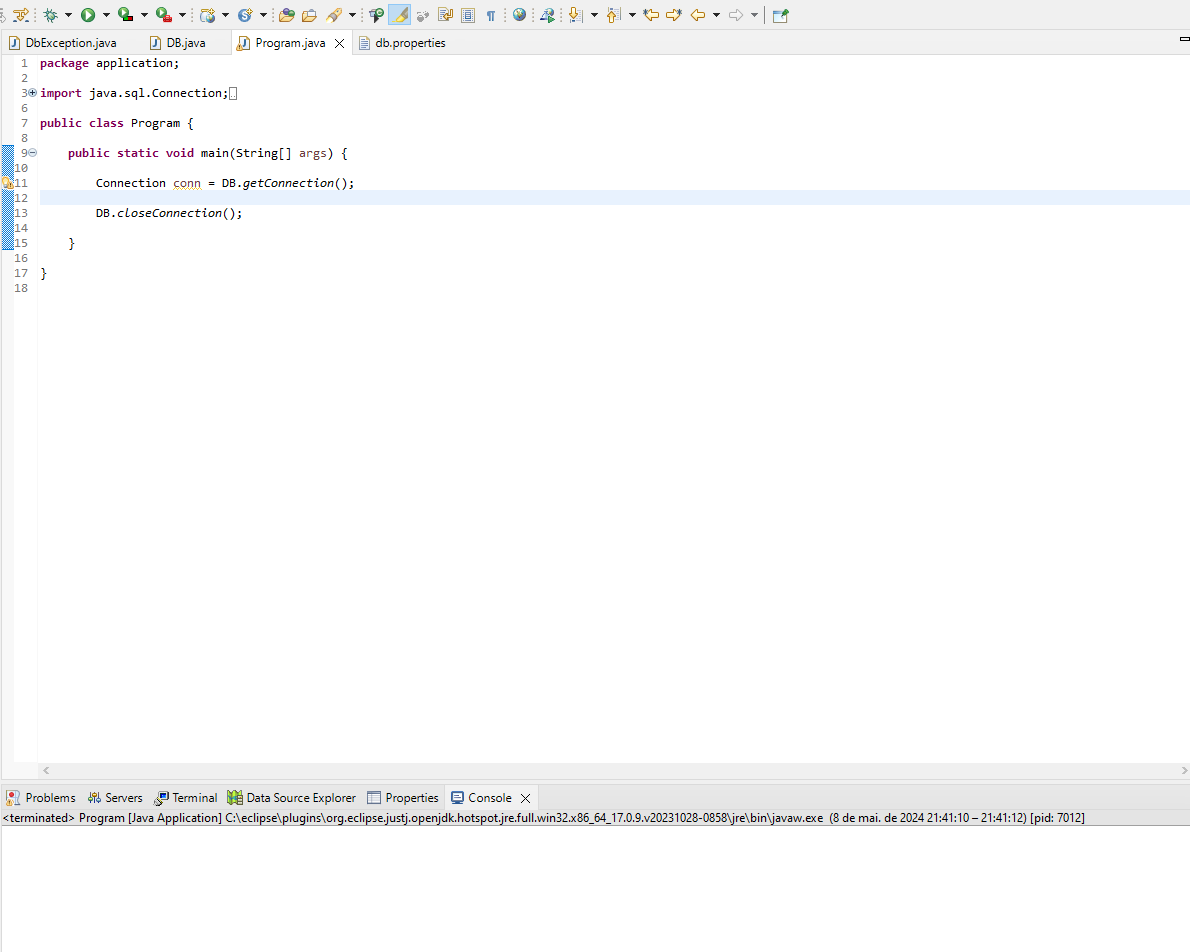 DbException.java DB.java Program.java db.properties
1 package application;
2
3 import java.sql.Connection;
6
7 public class Program {
8
9 public static void main(String[] args) {
10
11 Connection conn = DB.getConnection();
12
13 DB.closeConnection();
14
15 }
16
17 }
18
Problems Servers Terminal Data Source Explorer Properties Console
<terminated> Program [Java Application] C:\eclipse\plugins\org.eclipse.justj.openjdk.hotspot.jre.full.win32.x86_64_17.0.9.v20231028-0858\jre\bin\javaw.exe (8 de mai. de 2024 21:41:10 – 21:41:12) [pid: 7012]